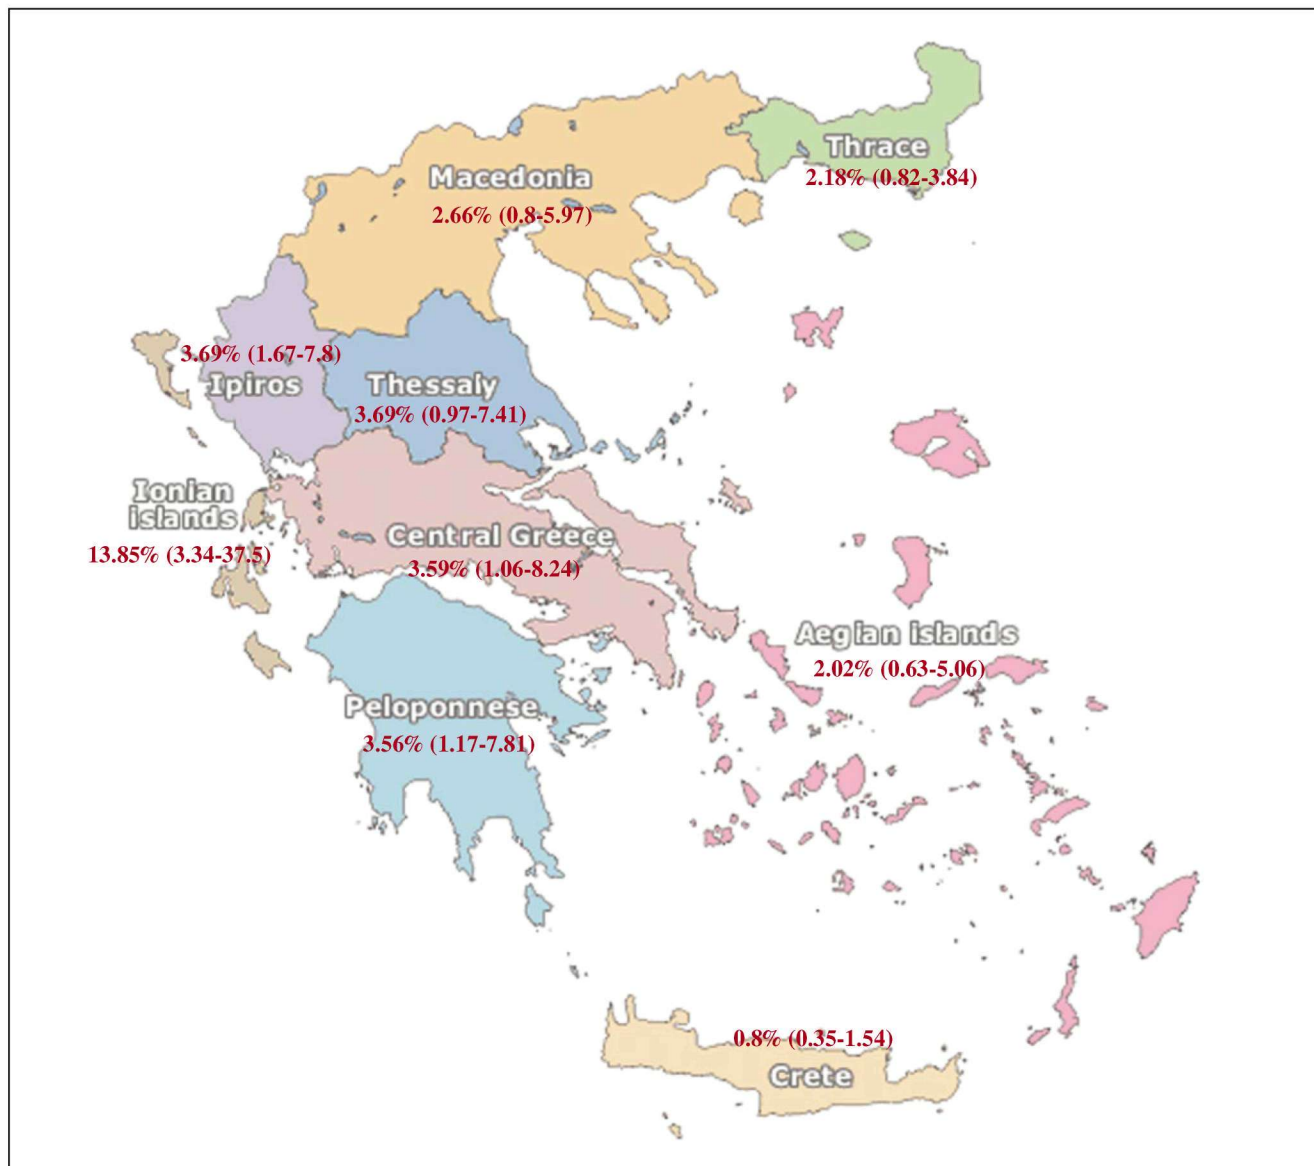 Thrace
2.18% (0.82-3.84)
Macedonia
2.66% (0.8-5.97)
3.69% (1.67-7.8)
Ipiros
Thessaly
3.69% (0.97-7.41)
Ionian
islands
13.85% (3.34-37.5)
Central Greece
3.59% (1.06-8.24)
Aegian islands
2.02% (0.63-5.06)
Peloponnese
3.56% (1.17-7.81)
0.8% (0.35-1.54)
Crete